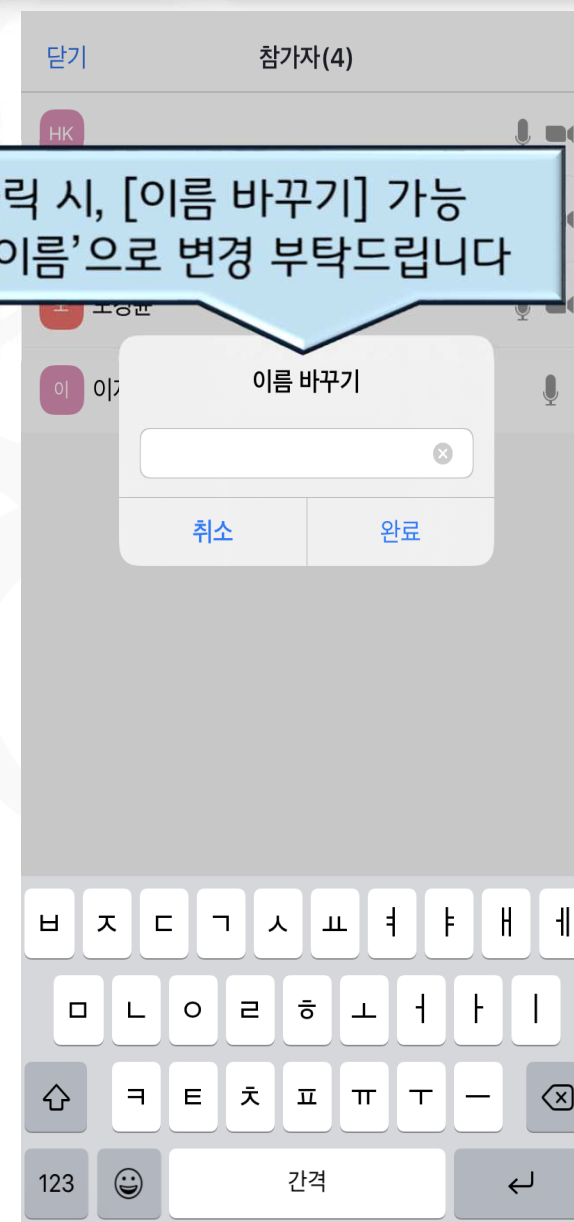 닫기 참가자(4)
HK
릭 시, [이름 바꾸기] 가능
이름’으로 변경 부탁드립니다
이 이
이름 바꾸기
취소 완료
ㅂ ㅈ ㄷ ㄱ ㅅ ㅛ ㅕ ㅑ ㅐ ㅔ
ㅁ ㄴ ㅇ ㄹ ㅎ ㅗ ㅓ ㅏ ㅣ
ㅋ ㅌ ㅊ ㅍ ㅠ ㅜ ㅡ
123 간격